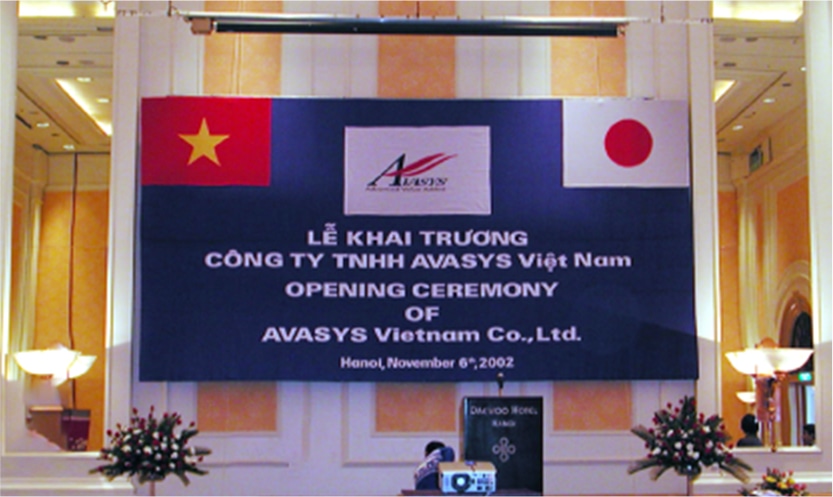 AVASYS
LỄ KHAI TRƯƠNG
CÔNG TY TNHH AVASYS Việt Nam
OPENING CEREMONY
OF
AVASYS Vietnam Co.,Ltd.
Hanoi, November 6th, 2002
DAEWOO HOTEL
HANOI